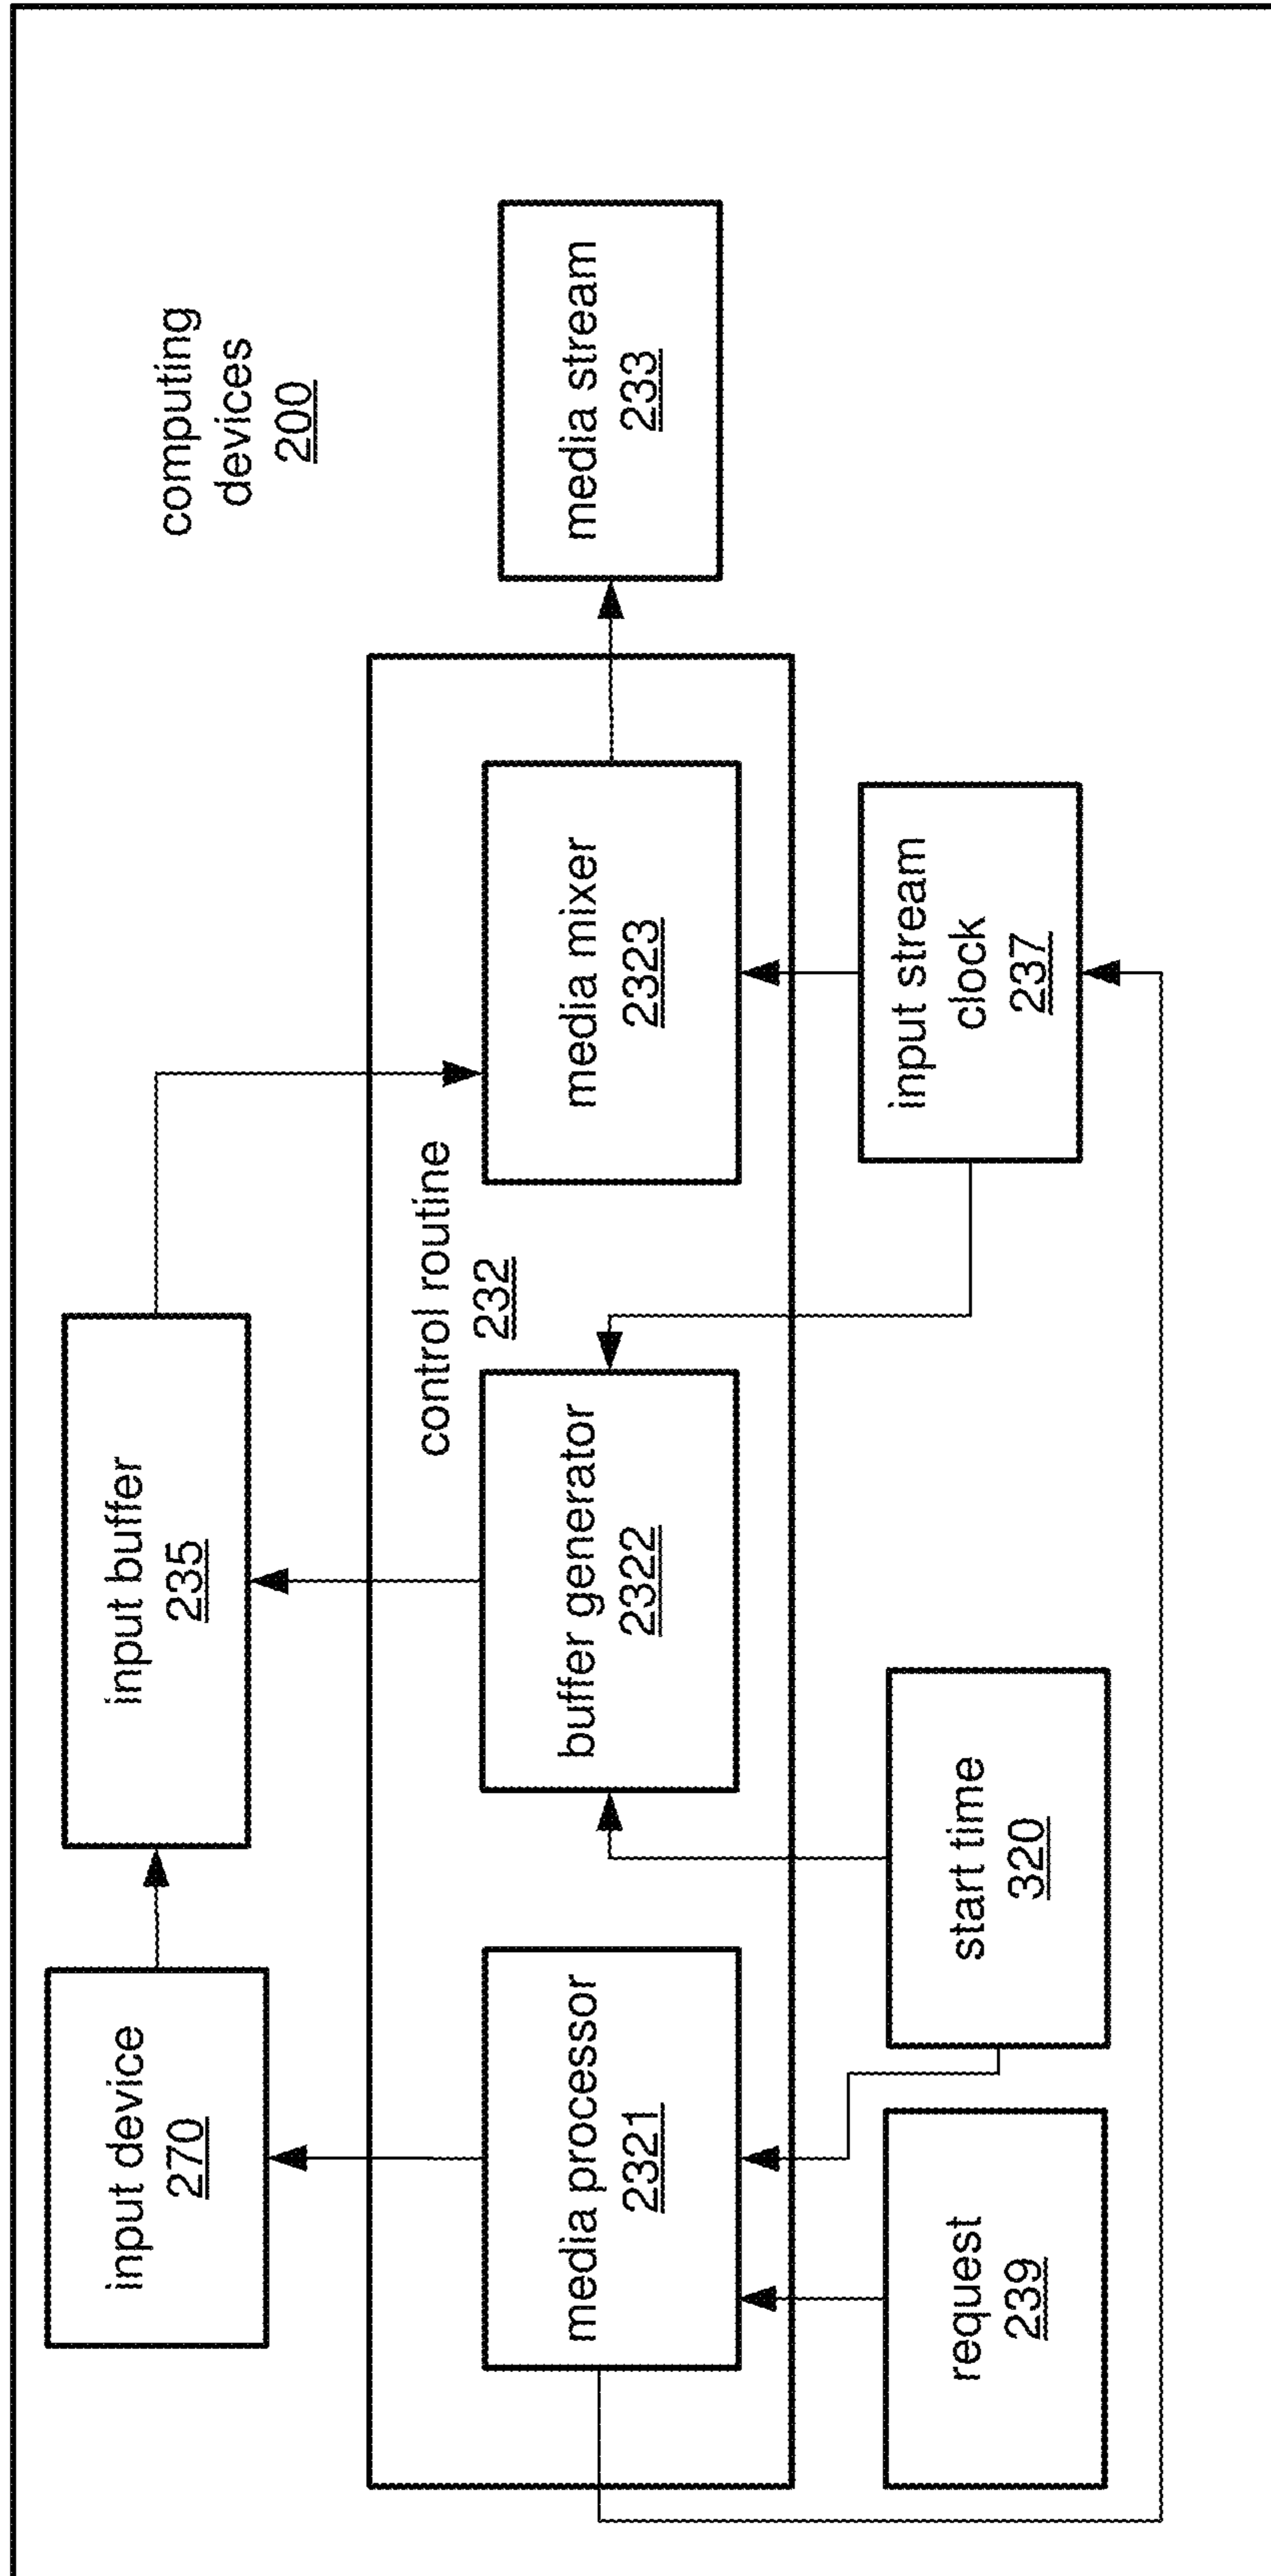 computing
devices
200
input device
270
input buffer
235
control routine
232
media processor
2321
buffer generator
2322
media mixer
2323
media stream
233
request
239
start time
320
input stream
clock
237